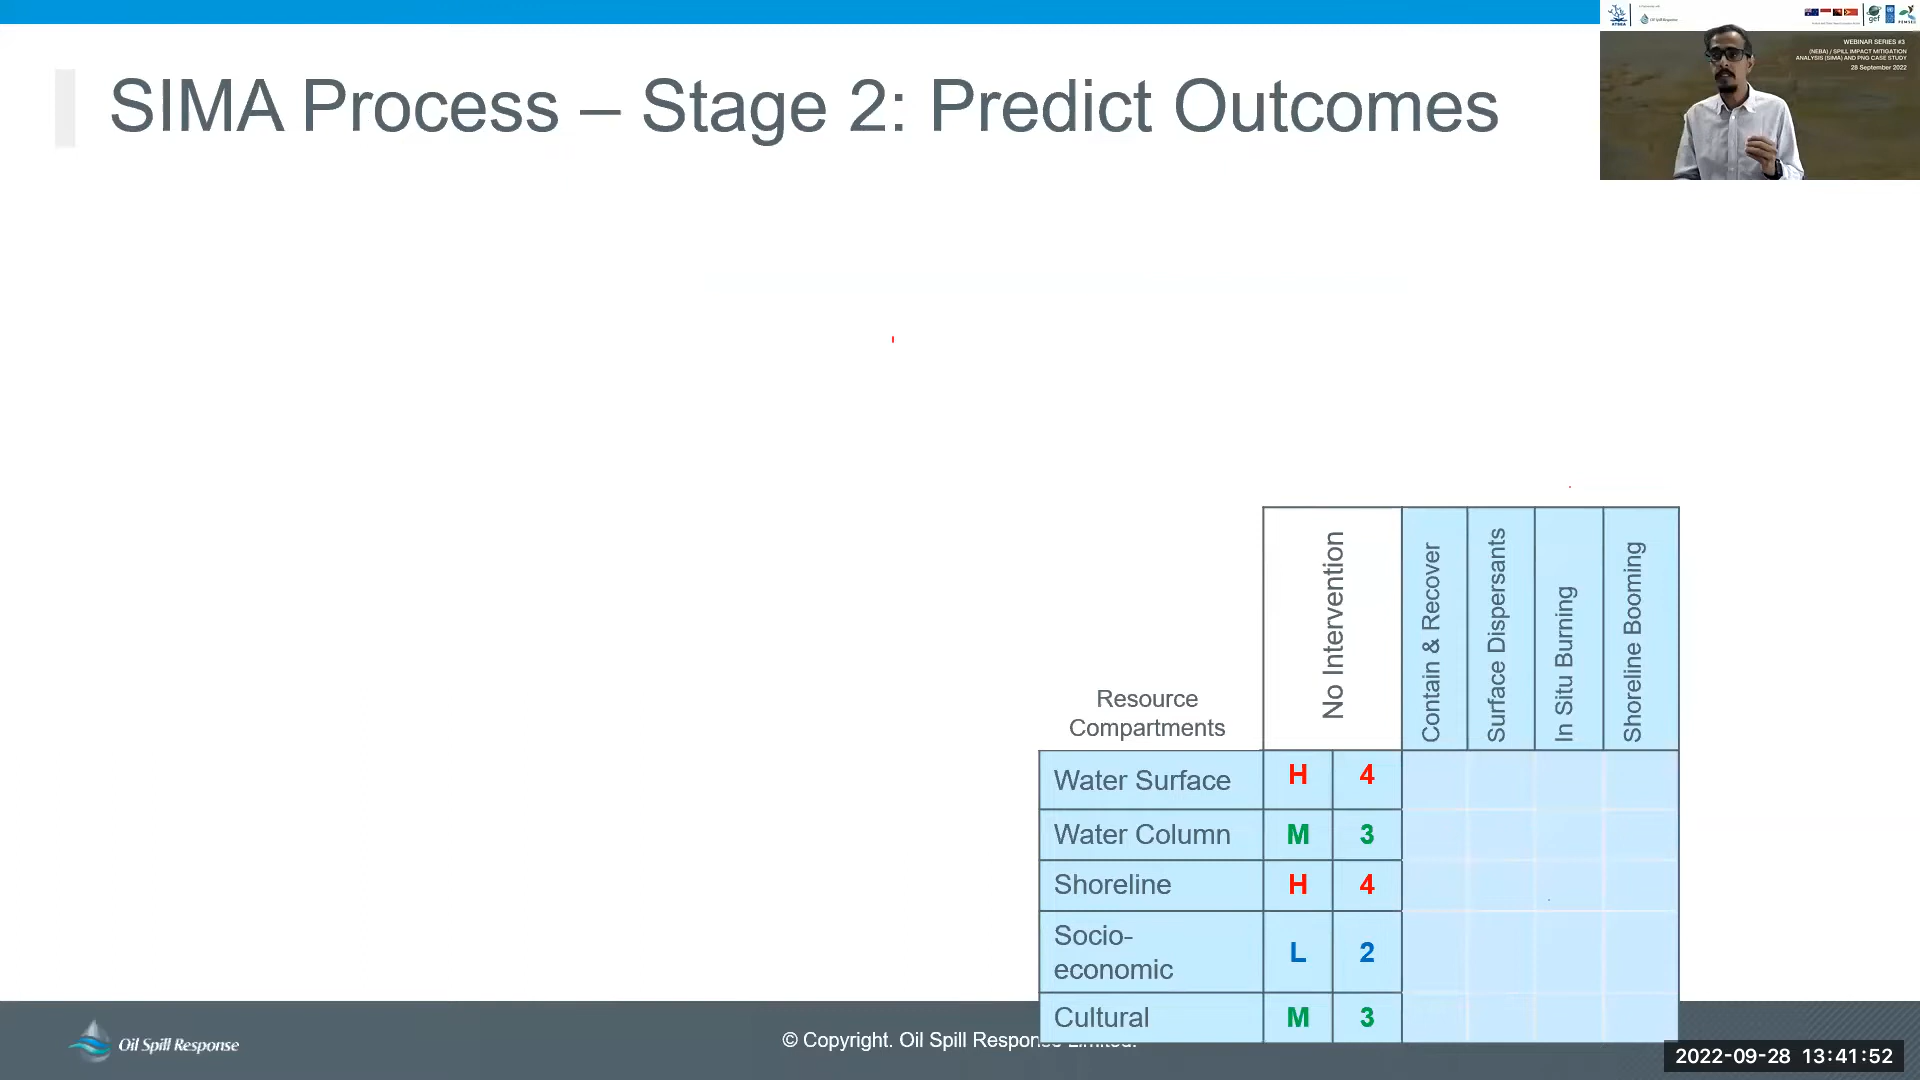 SIMA Process – Stage 2: Predict Outcomes
Oil Spill Response
WEBINAR SERIES #3
(NEBA) / SPILL IMPACT MITIGATION
ANALYSIS (SIMA) AND PNG CASE STUDY
28 September 2022
Resource
Compartments
No Intervention
Contain & Recover
Surface Dispersants
In Situ Burning
Shoreline Booming
Water Surface H 4
Water Column M 3
Shoreline H 4
Socio-
economic L 2
Cultural M 3
Oil Spill Response
© Copyright. Oil Spill Response Limited.
2022-09-28 13:41:52